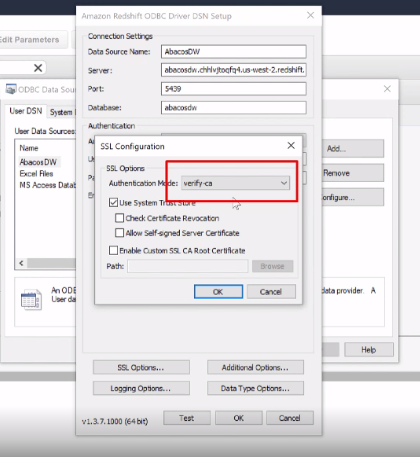 Amazon Redshift ODBC Driver DSN Setup
Edit Parameters
Connection Settings
Data Source Name: AbacosDW
Server: abacosdw.chhlvjtoqfq4.us-west-2.redshift.
Port: 5439
Database: abacosdw
ODBC Data Sou
User DSN System
User Data Sources:
Name
AbacosDW
Excel Files
MS Access Datab
Authentication
SSL Configuration
SSL Options
Authentication Mode: verify-ca
Use System Trust Store
Check Certificate Revocation
Allow Self-signed Server Certificate
Enable Custom SSL CA Root Certificate
Path: Browse
OK Cancel
Add...
Remove
onfigure...
An ODB
User da
data provider. A
Help
SSL Options... Additional Options...
Logging Options... Data Type Options...
v1.3.7.1000 (64 bit) Test OK Cancel